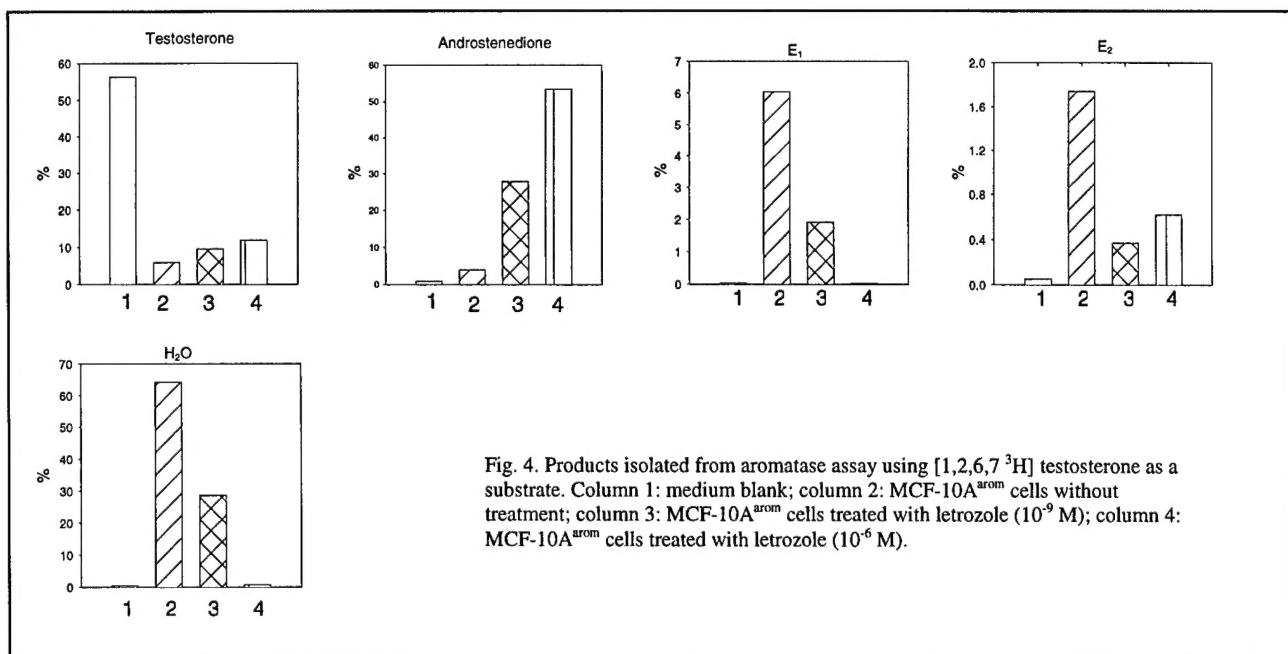 Testosterone
60
50
40
30
20
10
0
%
1 2 3 4
Androstenedione
60
50
40
30
20
10
0
%
1 2 3 4
E₁
7
6
5
4
3
2
1
0
%
1 2 3 4
E₂
2.0
1.6
1.2
0.8
0.4
0.0
%
1 2 3 4
H₂O
70
60
50
40
30
20
10
0
%
1 2 3 4
Fig. 4. Products isolated from aromatase assay using [1,2,6,7 ³H] testosterone as a
substrate. Column 1: medium blank; column 2: MCF-10Aᵃʳᵒᵐ cells without
treatment; column 3: MCF-10Aᵃʳᵒᵐ cells treated with letrozole (10⁻⁹ M); column 4:
MCF-10Aᵃʳᵒᵐ cells treated with letrozole (10⁻⁶ M).